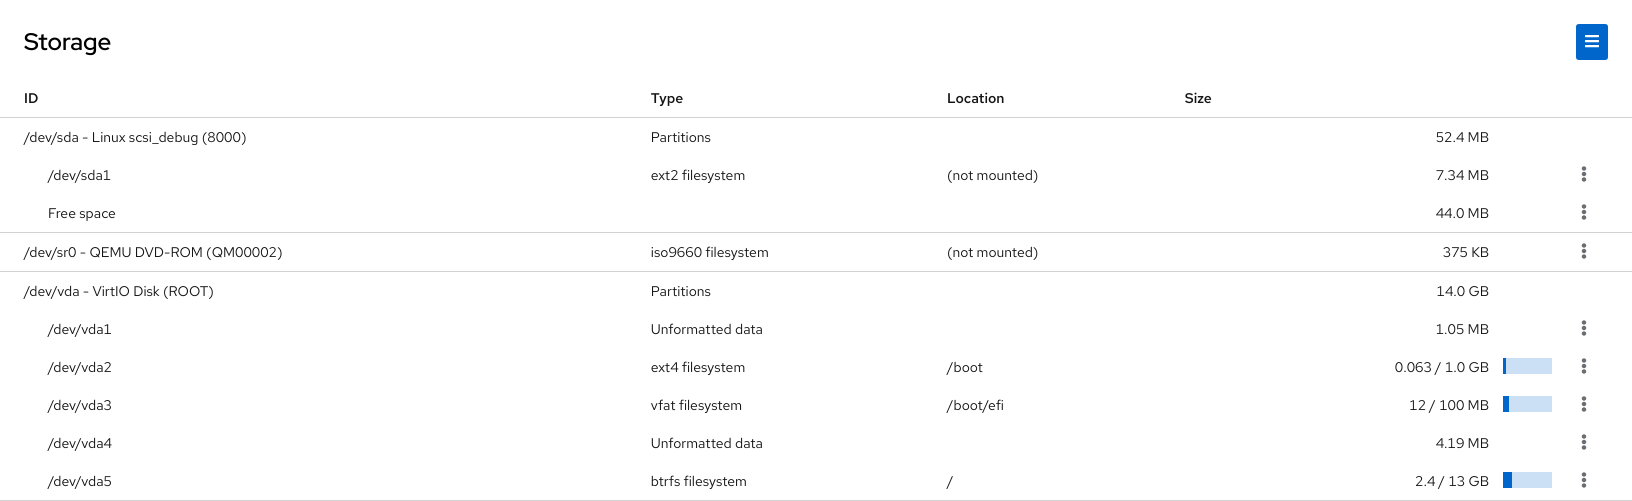 Storage
ID Type Location Size
/dev/sda - Linux scsi_debug (8000) Partitions 52.4 MB
/dev/sda1 ext2 filesystem (not mounted) 7.34 MB
Free space 44.0 MB
/dev/sr0 - QEMU DVD-ROM (QM00002) iso9660 filesystem (not mounted) 375 KB
/dev/vda - VirtIO Disk (ROOT) Partitions 14.0 GB
/dev/vda1 Unformatted data 1.05 MB
/dev/vda2 ext4 filesystem /boot 0.063 / 1.0 GB
/dev/vda3 vfat filesystem /boot/efi 12 / 100 MB
/dev/vda4 Unformatted data 4.19 MB
/dev/vda5 btrfs filesystem / 2.4 / 13 GB